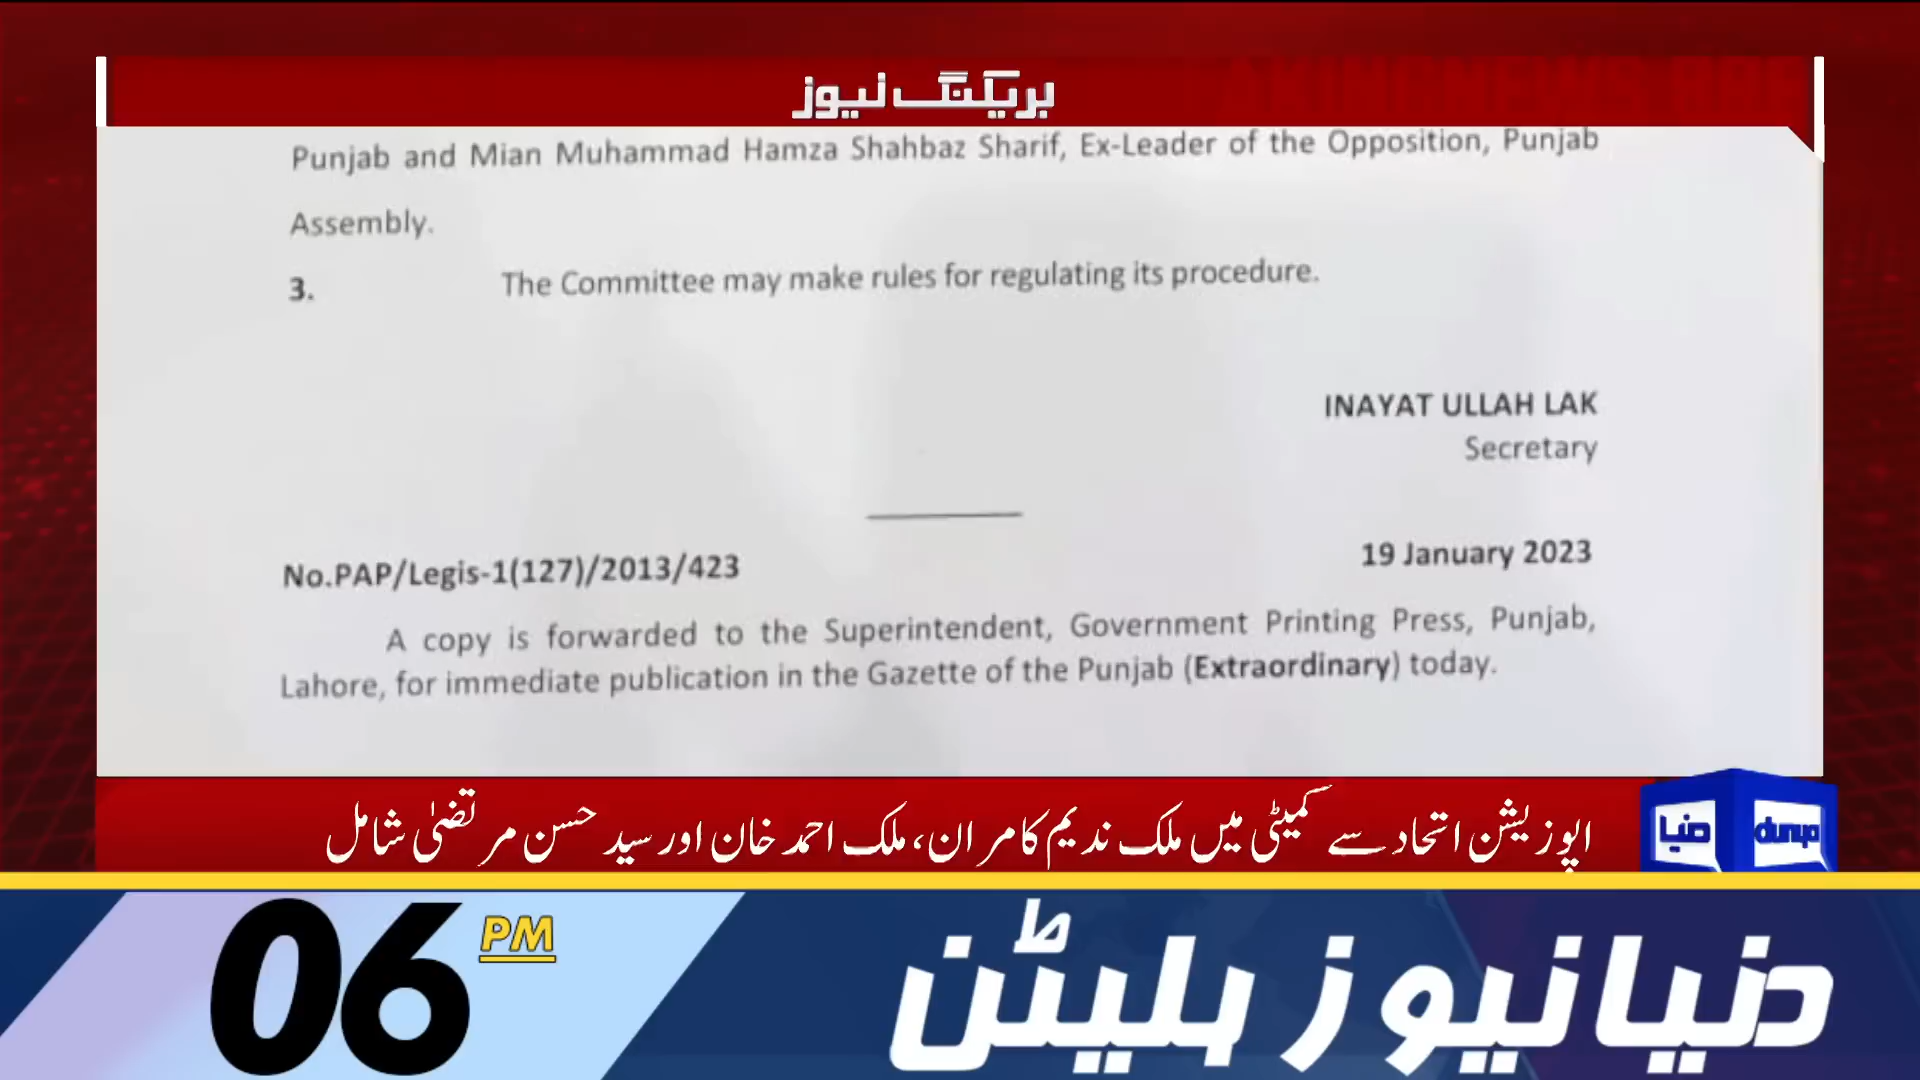 بریکنگ نیوز
Punjab and Mian Muhammad Hamza Shahbaz Sharif, Ex-Leader of the Opposition, Punjab
Assembly.
3. The Committee may make rules for regulating its procedure.
INAYAT ULLAH LAK
Secretary
No.PAP/Legis-1(127)/2013/423 19 January 2023
A copy is forwarded to the Superintendent, Government Printing Press, Punjab,
Lahore, for immediate publication in the Gazette of the Punjab (Extraordinary) today.
اپوزیشن اتحاد سے کمیٹی میں ملک ندیم کامران، ملک احمد خان اور سید حسن مرتضیٰ شامل
دنیا dunya
06 PM
دنیا نیوز بلیٹن